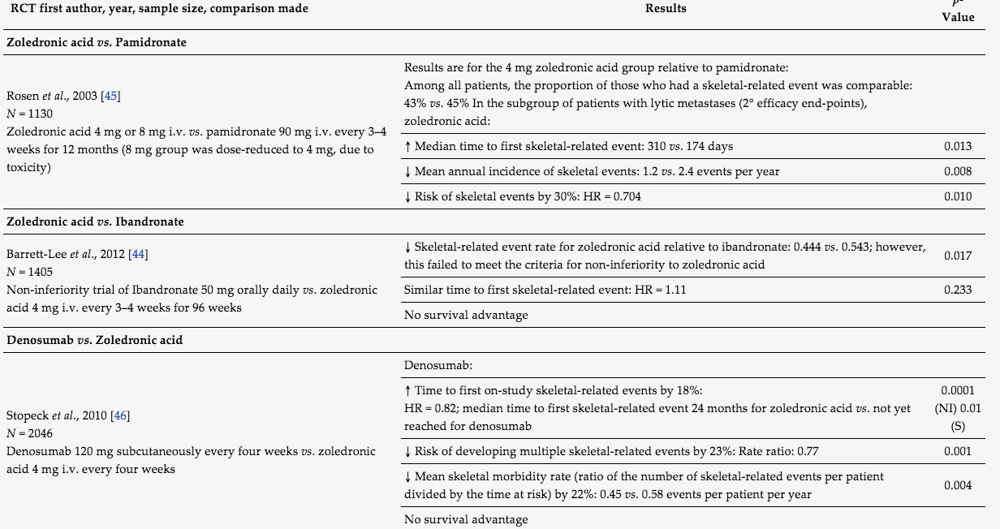 RCT first author, year, sample size, comparison made
Results
p-
Value
Zoledronic acid vs. Pamidronate
Rosen et al., 2003 [45]
N = 1130
Zoledronic acid 4 mg or 8 mg i.v. vs. pamidronate 90 mg i.v. every 3–4
weeks for 12 months (8 mg group was dose-reduced to 4 mg, due to
toxicity)
Results are for the 4 mg zoledronic acid group relative to pamidronate:
Among all patients, the proportion of those who had a skeletal-related event was comparable:
43% vs. 45% In the subgroup of patients with lytic metastases (2° efficacy end-points),
zoledronic acid:
↑ Median time to first skeletal-related event: 310 vs. 174 days
0.013
↓ Mean annual incidence of skeletal events: 1.2 vs. 2.4 events per year
0.008
↓ Risk of skeletal events by 30%: HR = 0.704
0.010
Zoledronic acid vs. Ibandronate
Barrett-Lee et al., 2012 [44]
N = 1405
Non-inferiority trial of Ibandronate 50 mg orally daily vs. zoledronic
acid 4 mg i.v. every 3–4 weeks for 96 weeks
↓ Skeletal-related event rate for zoledronic acid relative to ibandronate: 0.444 vs. 0.543; however,
this failed to meet the criteria for non-inferiority to zoledronic acid
0.017
Similar time to first skeletal-related event: HR = 1.11
0.233
No survival advantage
Denosumab vs. Zoledronic acid
Stopeck et al., 2010 [46]
N = 2046
Denosumab 120 mg subcutaneously every four weeks vs. zoledronic
acid 4 mg i.v. every four weeks
Denosumab:
↑ Time to first on-study skeletal-related events by 18%:
HR = 0.82; median time to first skeletal-related event 24 months for zoledronic acid vs. not yet
reached for denosumab
0.0001
(NI) 0.01
(S)
↓ Risk of developing multiple skeletal-related events by 23%: Rate ratio: 0.77
0.001
↓ Mean skeletal morbidity rate (ratio of the number of skeletal-related events per patient
divided by the time at risk) by 22%: 0.45 vs. 0.58 events per patient per year
0.004
No survival advantage